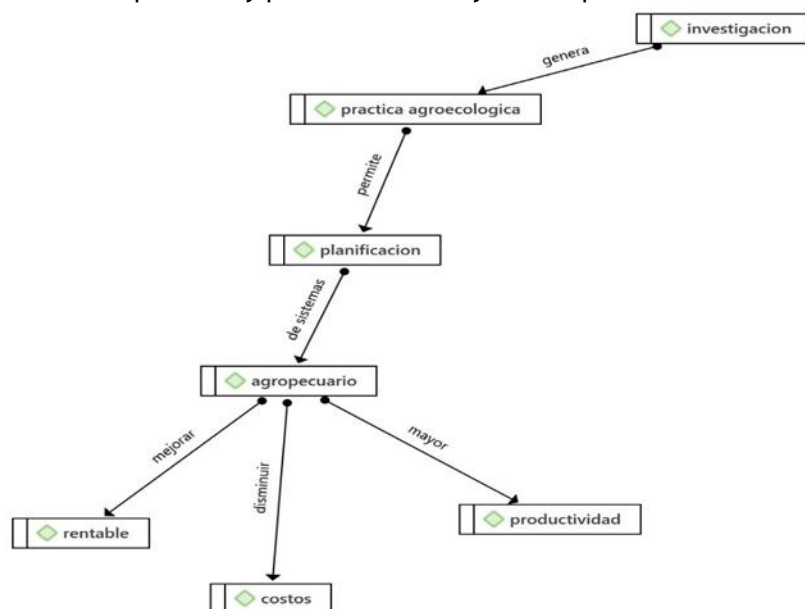 investigacion
genera
practica agroecologica
permite
planificacion
de sistemas
agropecuario
mejorar
disminuir
mayor
rentable
productividad
costos